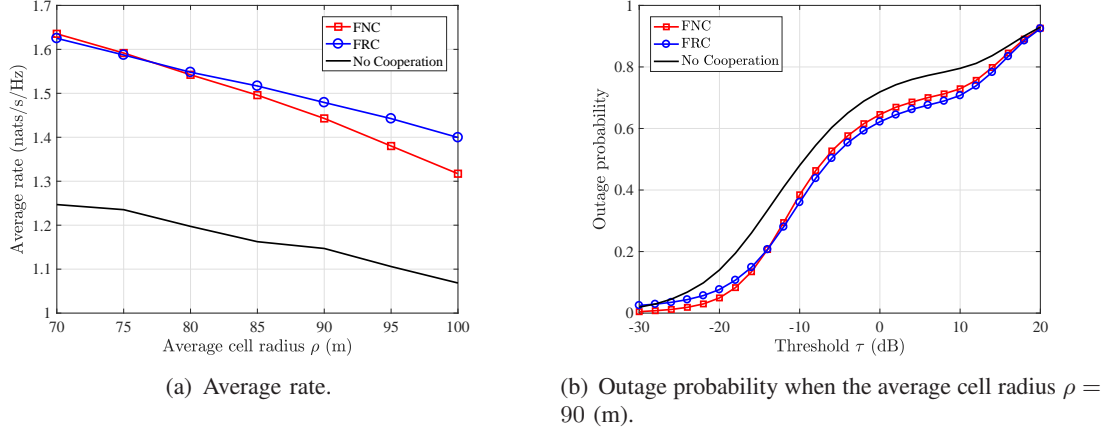 1.7
1.6
1.5
1.4
1.3
1.2
1.1
1
Average rate (nats/s/Hz)
FNC
FRC
No Cooperation
70 75 80 85 90 95 100
Average cell radius ρ (m)
(a) Average rate.
1
0.8
0.6
0.4
0.2
0
Outage probability
FNC
FRC
No Cooperation
-30 -20 -10 0 10 20
Threshold τ (dB)
(b) Outage probability when the average cell radius ρ =
90 (m).